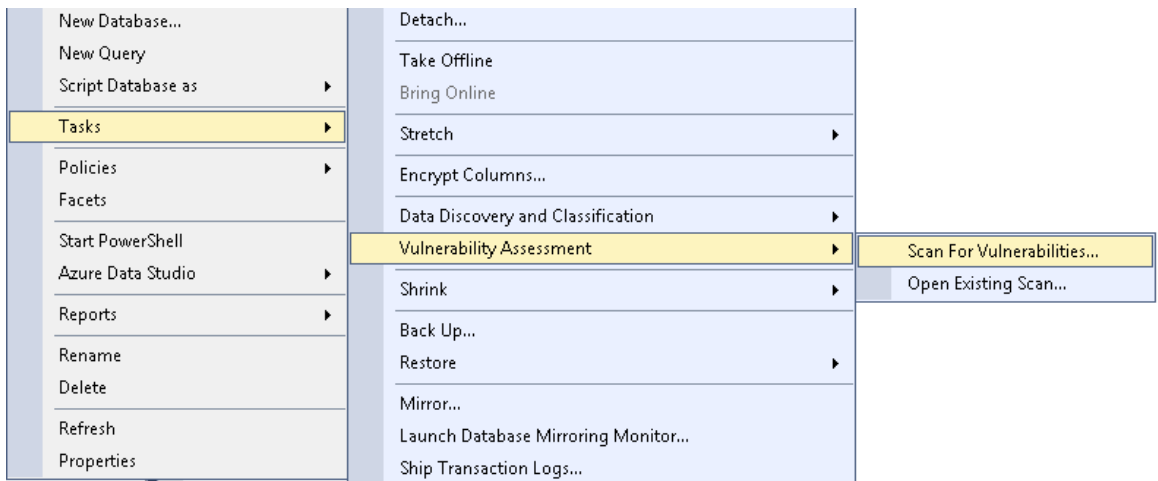 New Database...
New Query
Script Database as
Tasks
Policies
Facets
Start PowerShell
Azure Data Studio
Reports
Rename
Delete
Refresh
Properties
Detach...
Take Offline
Bring Online
Stretch
Encrypt Columns...
Data Discovery and Classification
Vulnerability Assessment
Shrink
Back Up...
Restore
Mirror...
Launch Database Mirroring Monitor...
Ship Transaction Logs...
Scan For Vulnerabilities...
Open Existing Scan...